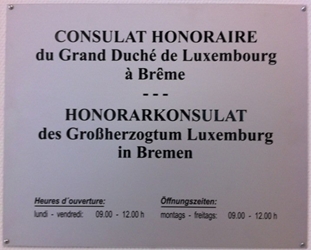 CONSULAT HONORAIRE
du Grand Duché de Luxembourg
à Brême
---
HONORARKONSULAT
des Großherzogtum Luxemburg
in Bremen
Heures d´ouverture: Öffnungszeiten:
lundi - vendredi: 09.00 - 12.00 h montags - freitags: 09.00 - 12.00 h